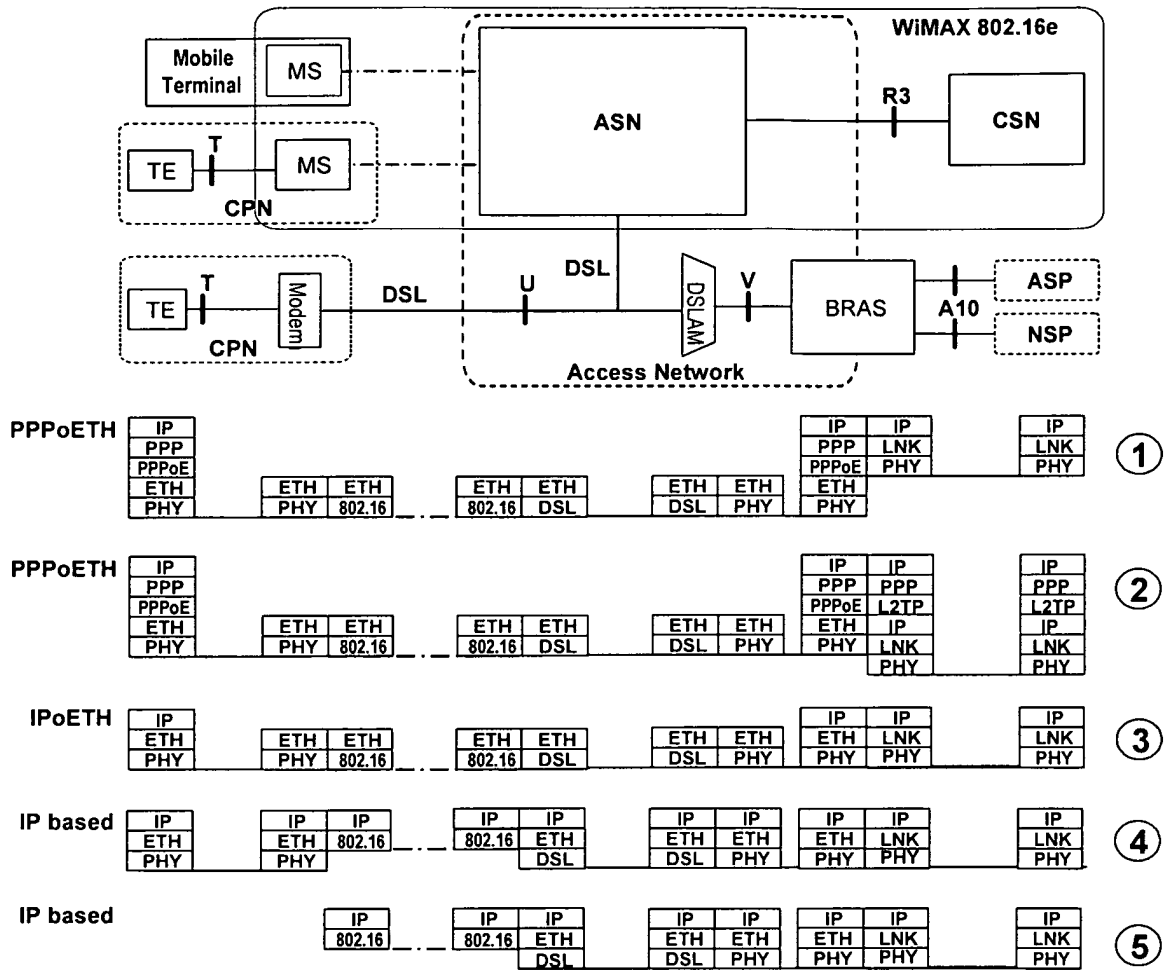 WiMAX 802.16e
Mobile Terminal
MS
ASN
R3
CSN
TE
T
MS
CPN
TE
T
Modem
CPN
DSL
U
DSL
DSLAM
V
BRAS
A10
ASP
NSP
Access Network
PPPoETH
IP IP IP
PPP LNK LNK
PPPoE PPPoE PHY PHY
PPP
ETH ETH ETH ETH ETH ETH ETH ETH
PHY PHY 802.16 802.16 DSL DSL PHY PHY
1
PPPoETH
IP IP IP IP
PPP PPP PPP PPP
PPPoE PPPoE L2TP L2TP
ETH ETH ETH ETH ETH ETH ETH ETH IP IP
PHY PHY 802.16 802.16 DSL DSL PHY PHY LNK LNK
PHY PHY
2
IPoETH
IP IP IP IP
ETH ETH ETH ETH ETH ETH ETH ETH LNK LNK
PHY PHY 802.16 802.16 DSL DSL PHY PHY PHY PHY
3
IP based
IP IP IP IP IP IP IP IP IP IP
ETH ETH 802.16 802.16 ETH ETH ETH ETH LNK LNK
PHY PHY DSL DSL PHY PHY PHY PHY
4
IP based
IP IP IP IP IP IP IP IP
802.16 802.16 ETH ETH ETH ETH LNK LNK
DSL DSL PHY PHY PHY PHY
5